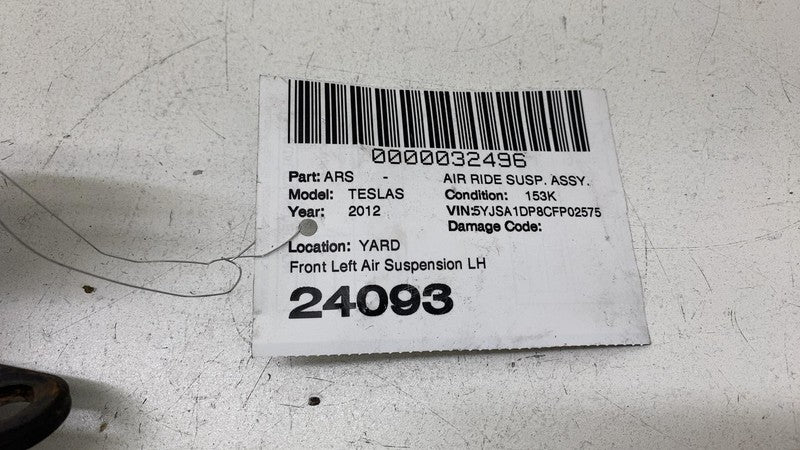 0000032496
Part: ARS - AIR RIDE SUSP. ASSY.
Model: TESLAS Condition: 153K
Year: 2012 VIN:5YJSA1DP8CFP02575
Damage Code:
Location: YARD
Front Left Air Suspension LH
24093